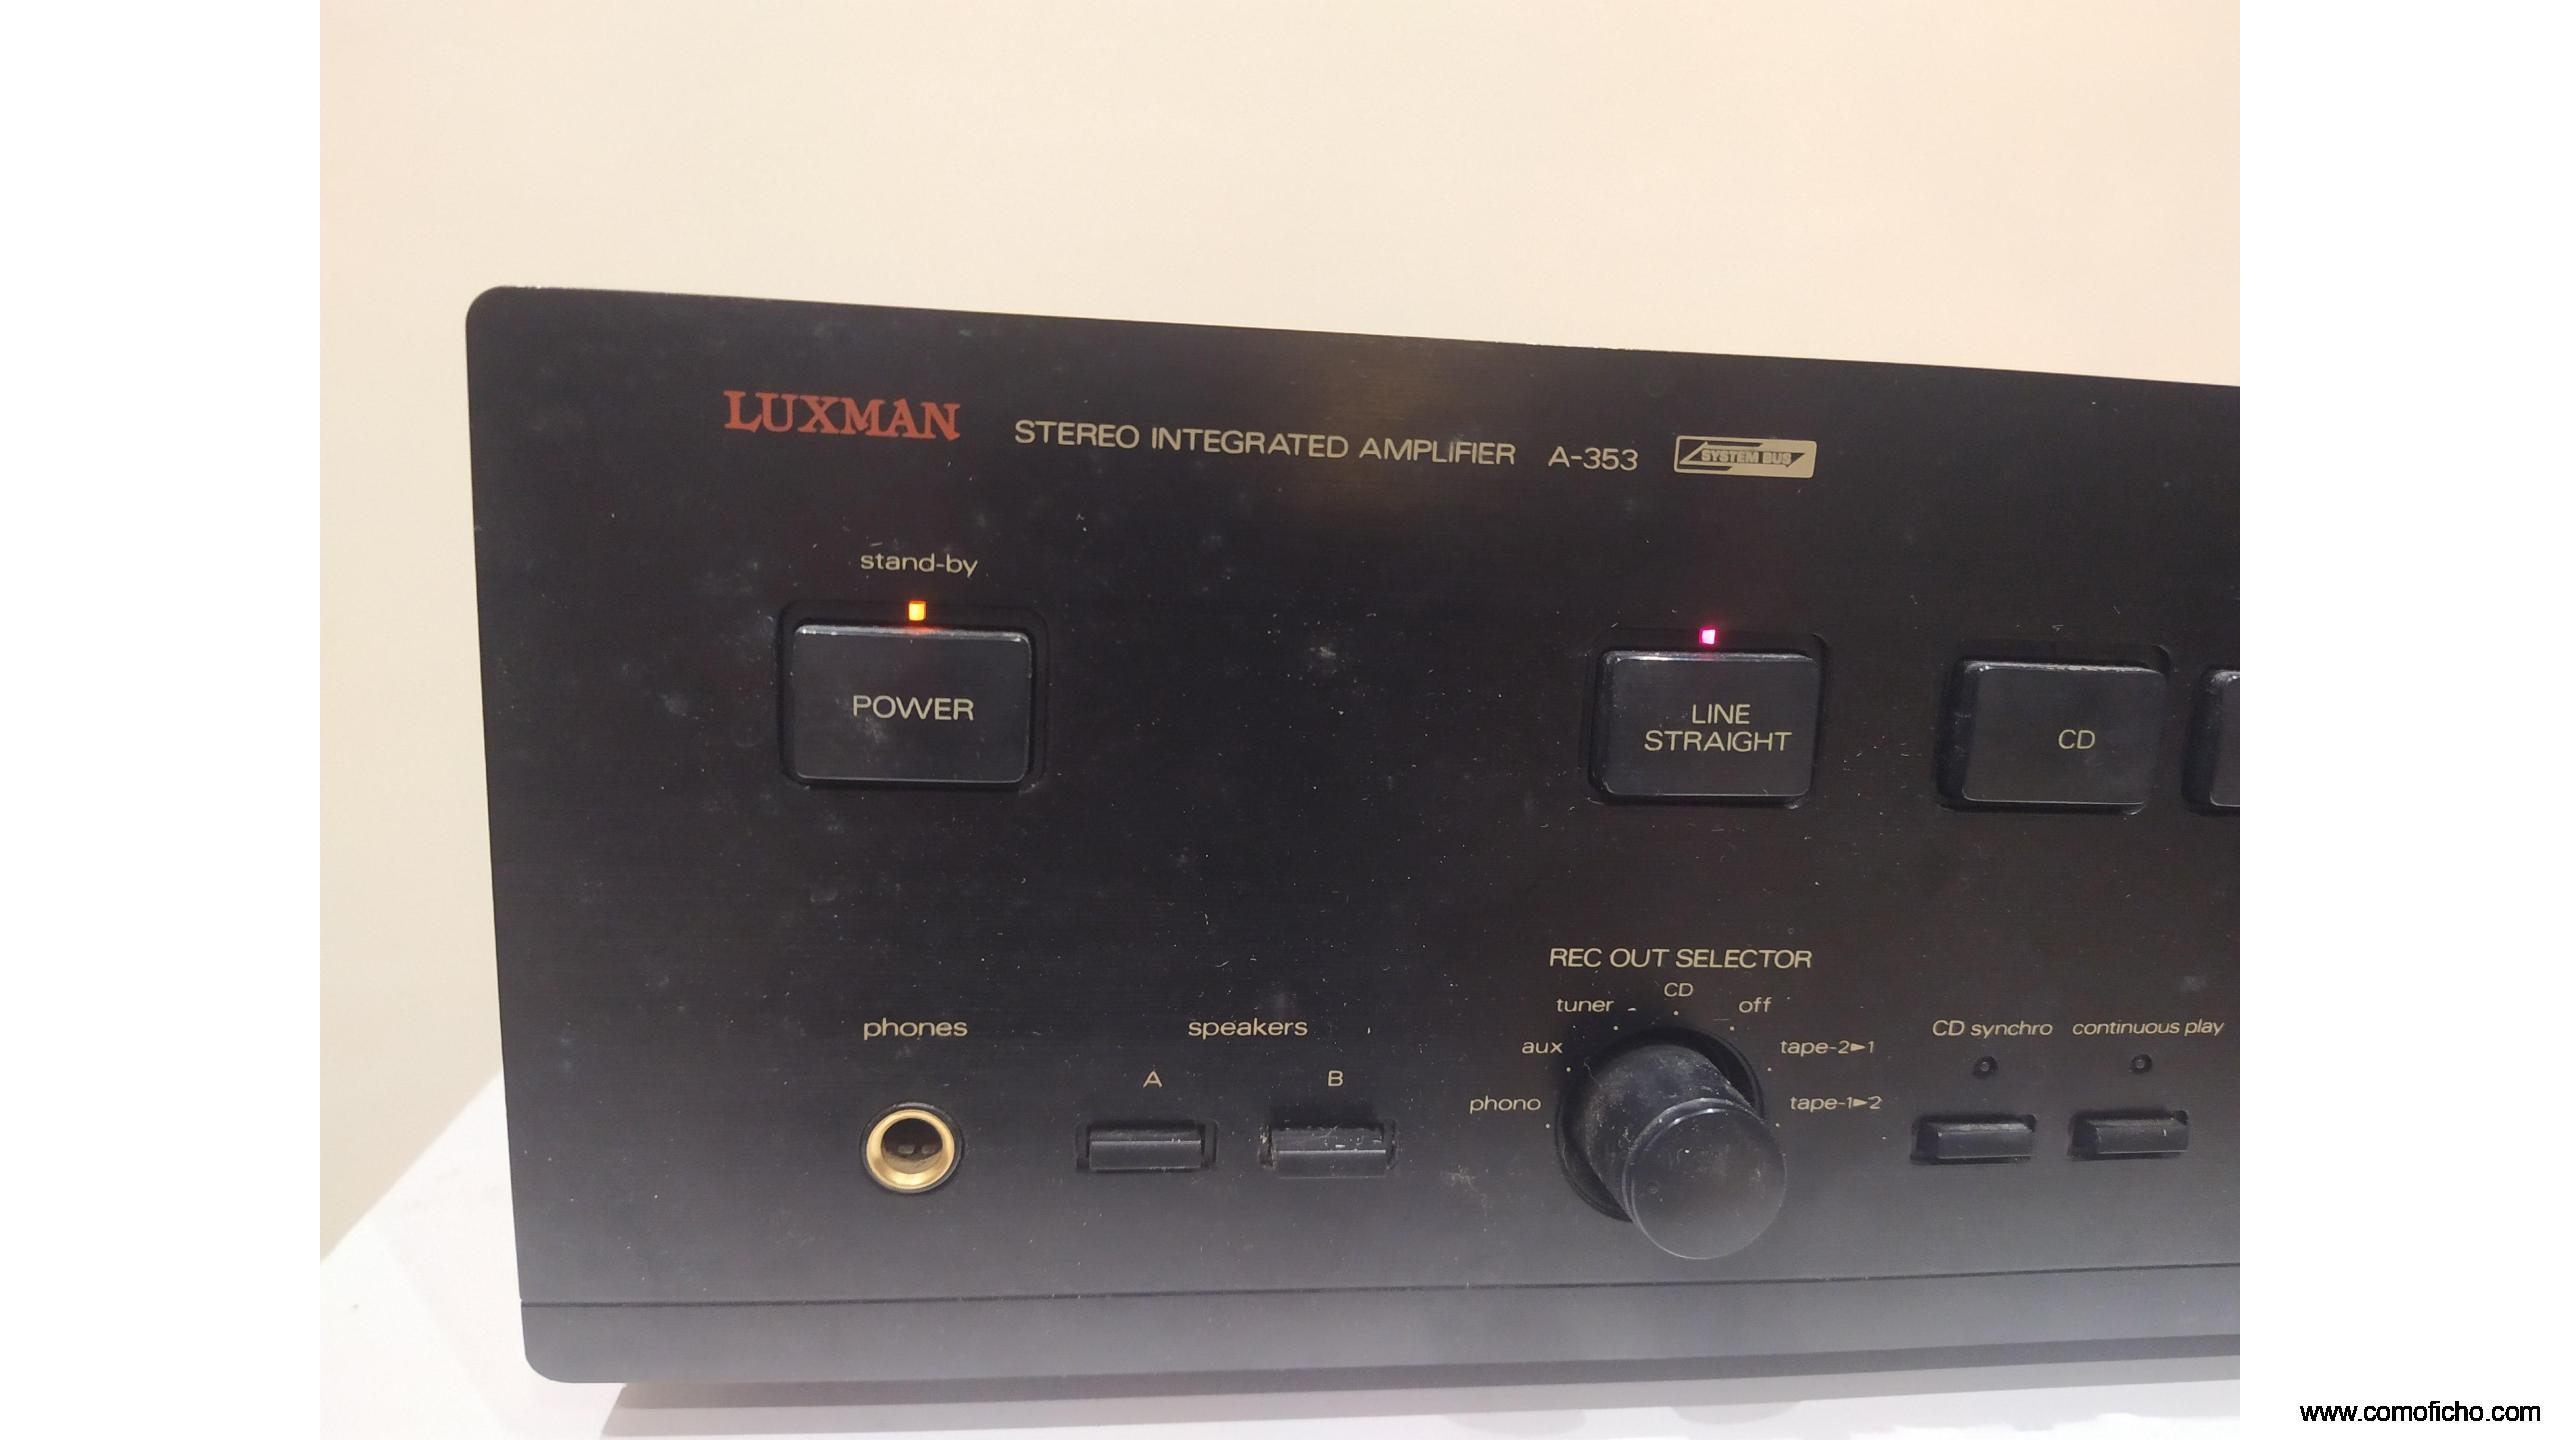 LUXMAN STEREO INTEGRATED AMPLIFIER A-353 SYSTEM BUS
stand-by
POWER
LINE
STRAIGHT
CD
REC OUT SELECTOR
CD
tuner off
aux tape-2►1
phono tape-1►2
phones
speakers
A B
CD synchro continuous play
www.comoficho.com